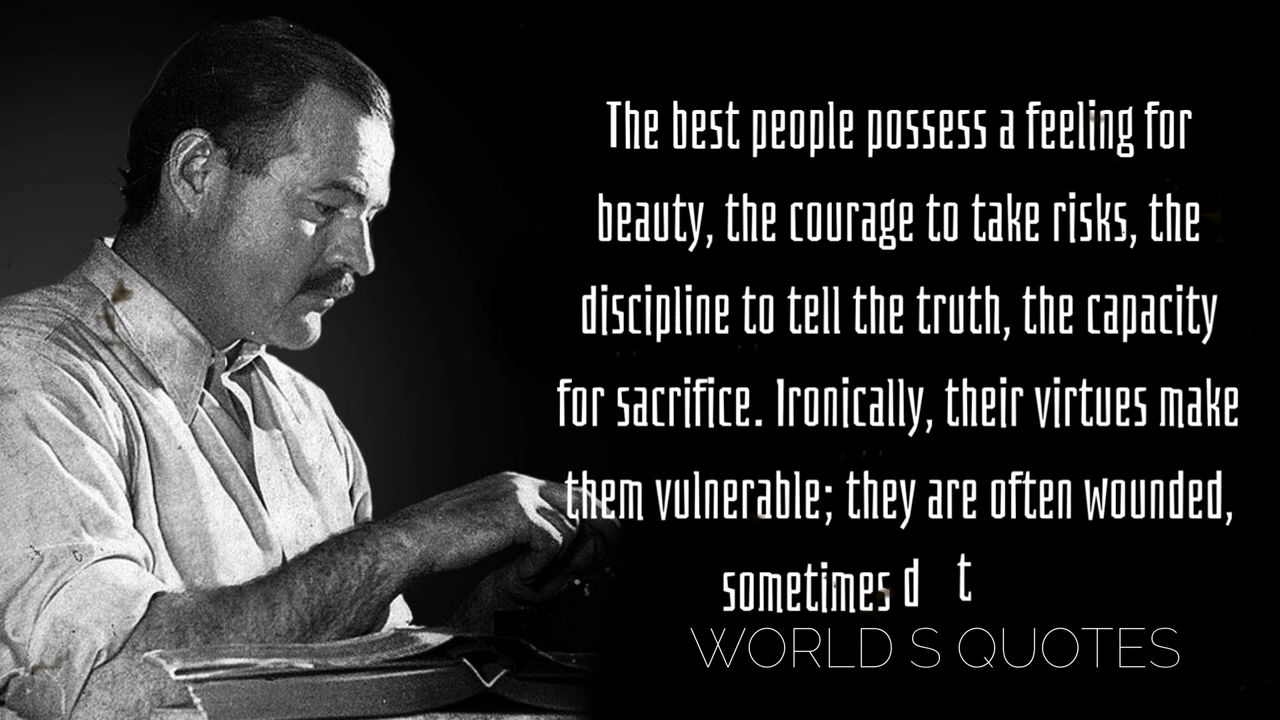 The best people possess a feeling for
beauty, the courage to take risks, the
discipline to tell the truth, the capacity
for sacrifice. Ironically, their virtues make
them vulnerable; they are often wounded,
sometimes d t
WORLD S QUOTES